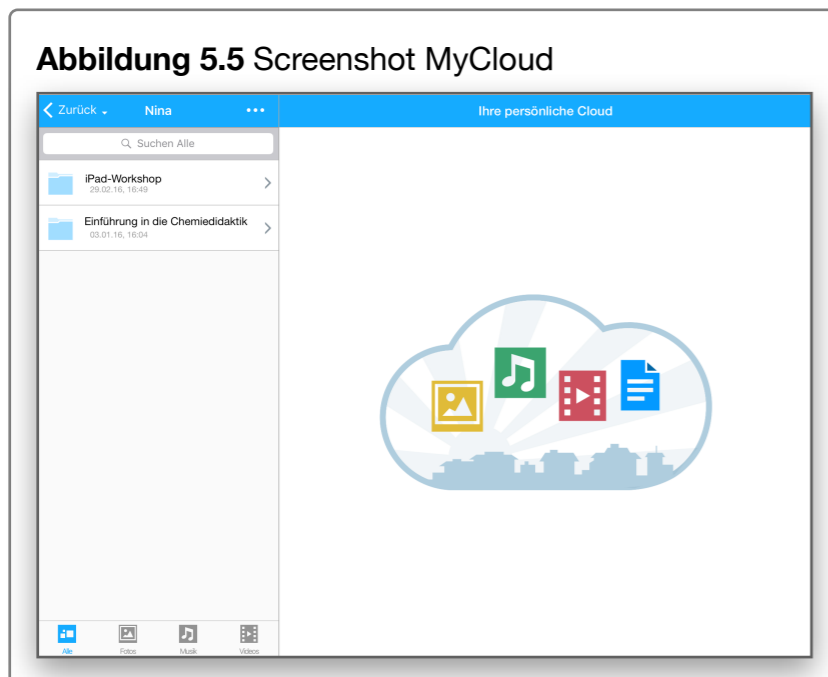 Abbildung 5.5 Screenshot MyCloud
Zurück Nina
Ihre persönliche Cloud
Suchen Alle
iPad-Workshop
29.02.16, 16:49
Einführung in die Chemiedidaktik
03.01.16, 16:04
Alle Fotos Musik Videos